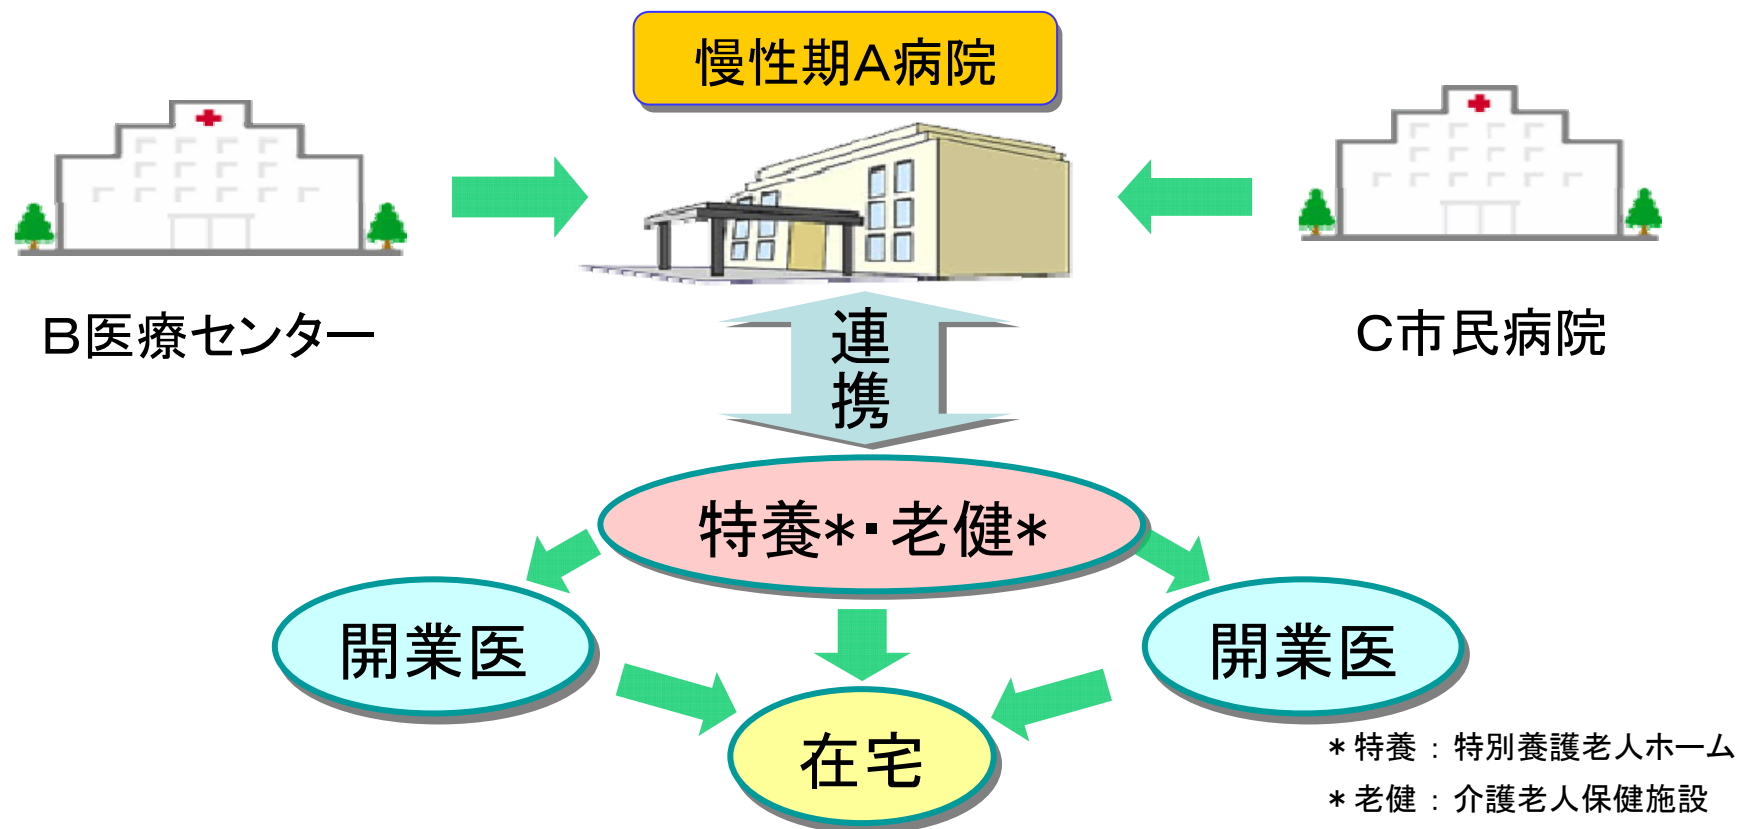 慢性期A病院
B医療センター
C市民病院
連
携
特養*・老健*
開業医
開業医
在宅
*特養：特別養護老人ホーム
*老健：介護老人保健施設